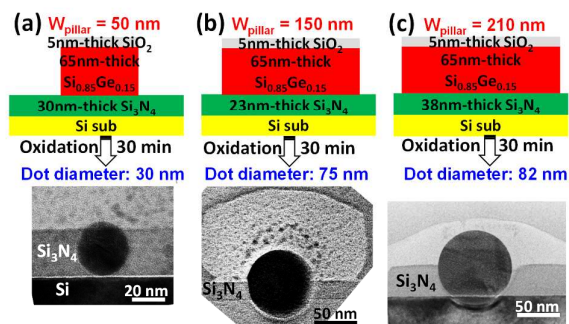 (a) W_pillar = 50 nm
5nm-thick SiO₂
65nm-thick
Si₀.₈₅Ge₀.₁₅
30nm-thick Si₃N₄
Si sub
Oxidation 30 min
Dot diameter: 30 nm
Si₃N₄
Si
20 nm
(b) W_pillar = 150 nm
5nm-thick SiO₂
65nm-thick
Si₀.₈₅Ge₀.₁₅
23nm-thick Si₃N₄
Si sub
Oxidation 30 min
Dot diameter: 75 nm
Si₃N₄
50 nm
(c) W_pillar = 210 nm
5nm-thick SiO₂
65nm-thick
Si₀.₈₅Ge₀.₁₅
38nm-thick Si₃N₄
Si sub
Oxidation 30 min
Dot diameter: 82 nm
Si₃N₄
50 nm